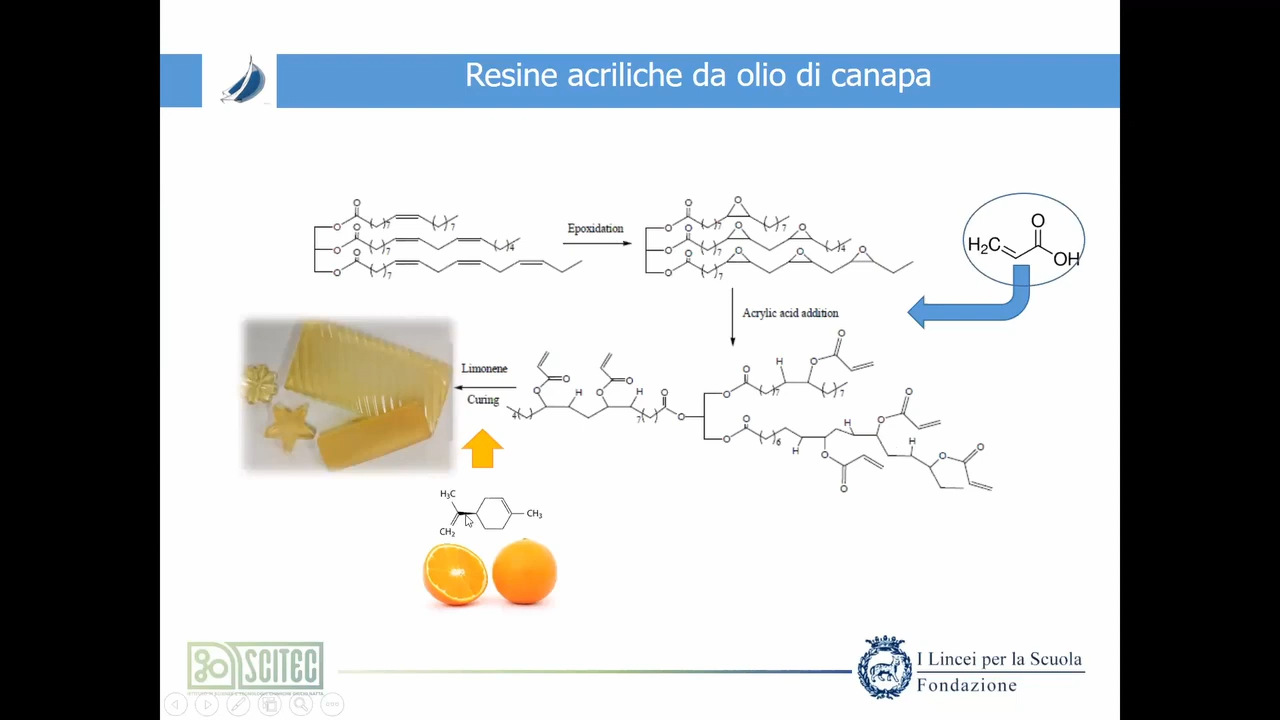 Resine acriliche da olio di canapa
Epoxidation
H₂C
O
OH
Acrylic acid addition
Limonene
Curing
H₃C
CH₃
CH₂
SCITEC
I Lincei per la Scuola
Fondazione